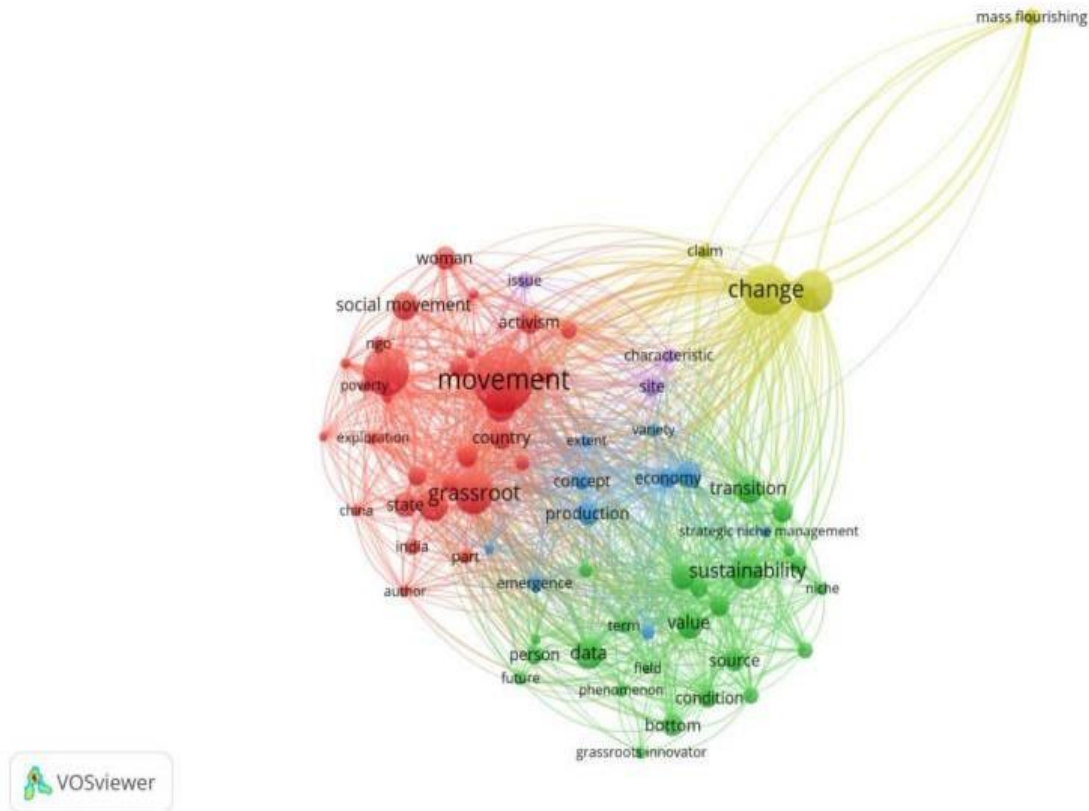 mass flourishing
claim
woman
issue
change
social movement
activism
ngo
characteristic
movement
poverty
site
variety
exploration
country
extent
concept
economy
transition
grassroot
state
china
production
strategic niche management
india
part
sustainability
emergence
niche
author
term
value
person
data
field
source
future
phenomenon
condition
bottom
grassroots innovator
VOSviewer